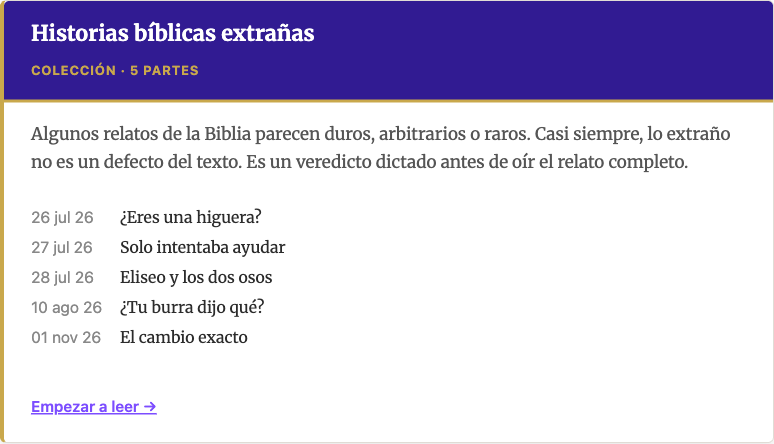 Historias bíblicas extrañas
COLECCIÓN · 5 PARTES
Algunos relatos de la Biblia parecen duros, arbitrarios o raros. Casi siempre, lo extraño
no es un defecto del texto. Es un veredicto dictado antes de oír el relato completo.
26 jul 26 ¿Eres una higuera?
27 jul 26 Solo intentaba ayudar
28 jul 26 Eliseo y los dos osos
10 ago 26 ¿Tu burra dijo qué?
01 nov 26 El cambio exacto
Empezar a leer →